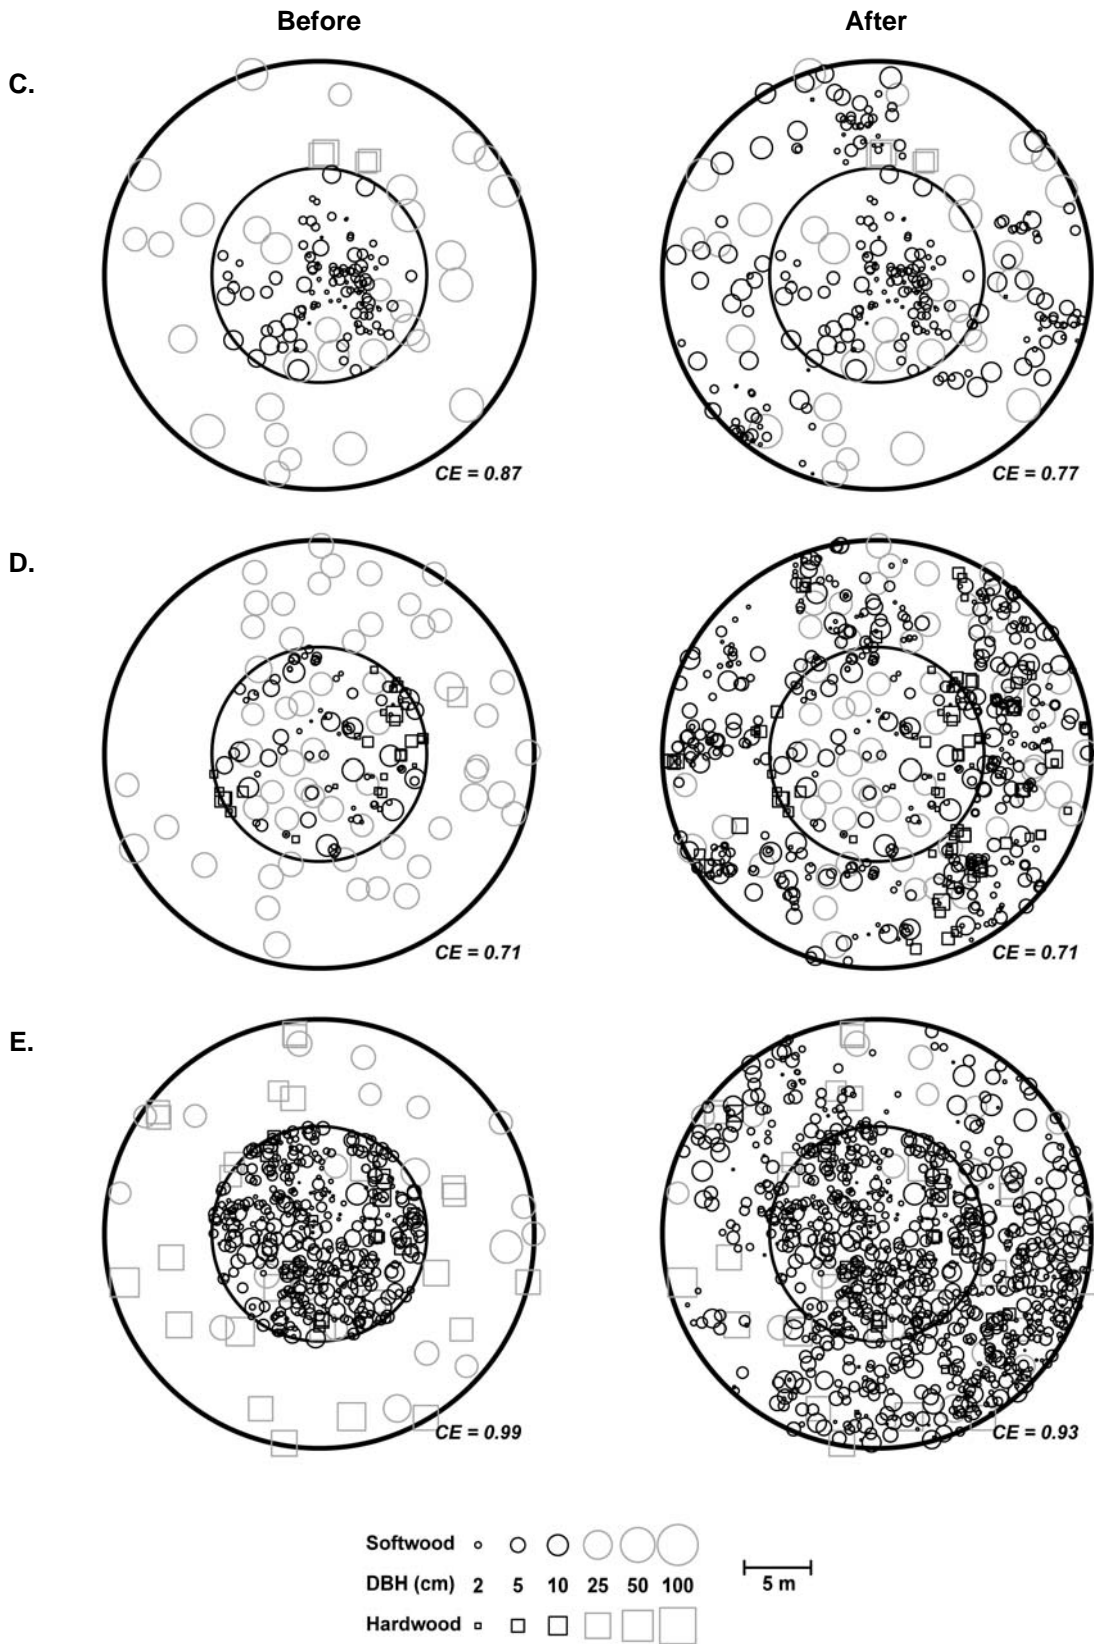 Before After
C.
CE = 0.87 CE = 0.77
D.
CE = 0.71 CE = 0.71
E.
CE = 0.99 CE = 0.93
Softwood
DBH (cm) 2 5 10 25 50 100 5 m
Hardwood